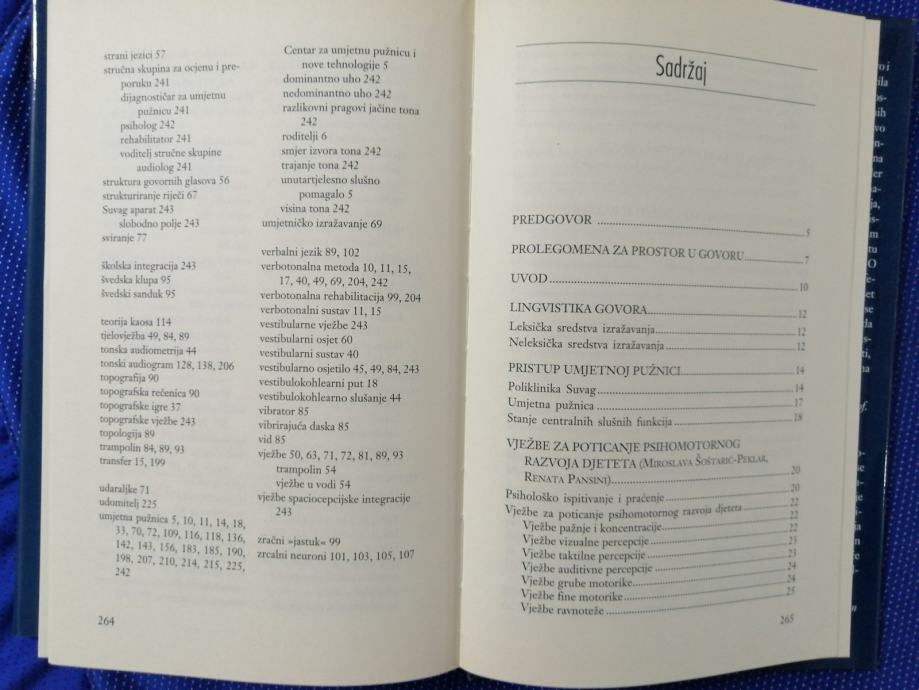 strani jezici 57
stručna skupina za ocjenu i pre-
poruku 241
dijagnostičar za umjetnu
pužnicu 241
psiholog 242
rehabilitator 241
voditelj stručne skupine
audiolog 241
struktura govornih glasova 56
strukturiranje riječi 67
Suvag aparat 243
slobodno polje 243
sviranje 77
školska integracija 243
švedska klupa 95
švedski sanduk 95
teorija kaosa 114
tjelovježba 49, 84, 89
tonska audiometrija 44
tonski audiogram 128, 138, 206
topografija 90
topografska rečenica 90
topografske igre 37
topografske vježbe 243
topologija 89
trampolin 84, 89, 93
transfer 15, 199
udaraljke 71
udomitelj 225
umjetna pužnica 5, 10, 11, 14, 18,
33, 70, 72, 109, 116, 118, 136,
142, 143, 156, 183, 185, 190,
198, 207, 210, 214, 215, 225,
242
264
Centar za umjetnu pužnicu i
nove tehnologije 5
dominantno uho 242
nedominantno uho 242
razlikovni pragovi jačine tona
242
roditelji 6
smjer izvora tona 242
trajanje tona 242
unutartjelesno slušno
pomagalo 5
visina tona 242
umjetničko izražavanje 69
verbalni jezik 89, 102
verbotonalna metoda 10, 11, 15,
17, 40, 49, 69, 204, 242
verbotonalna rehabilitacija 99, 204
verbotonalni sustav 11, 15
vestibularne vježbe 243
vestibularni osjet 60
vestibularni sustav 40
vestibularno osjetilo 45, 49, 84, 243
vestibulokohlearni put 18
vestibulokohlearno slušanje 44
vibrator 85
vibrirajuća daska 85
vid 85
vježbe 50, 63, 71, 72, 81, 89, 93
trampolin 54
vježbe u vodi 54
vježbe spaciocepcijske integracije
243
zračni »jastuk« 99
zrcalni neuroni 101, 103, 105, 107
Sadržaj
PREDGOVOR 5
PROLEGOMENA ZA PROSTOR U GOVORU 7
UVOD 10
LINGVISTIKA GOVORA 12
Leksička sredstva izražavanja 12
Neleksička sredstva izražavanja 12
PRISTUP UMJETNOJ PUŽNICI 14
Poliklinika Suvag 14
Umjetna pužnica 17
Stanje centralnih slušnih funkcija 18
VJEŽBE ZA POTICANJE PSIHOMOTORNOG
RAZVOJA DJETETA (MIROSLAVA ŠOŠTARIĆ-PEKLAR,
RENATA PANSINI) 20
Psihološko ispitivanje i praćenje 20
Vježbe za poticanje psihomotornog razvoja djeteta 22
Vježbe pažnje i koncentracije 22
Vježbe vizualne percepcije 22
Vježbe taktilne percepcije 23
Vježbe auditivne percepcije 23
Vježbe grube motorike 24
Vježbe fine motorike 24
Vježbe ravnoteže 25
265